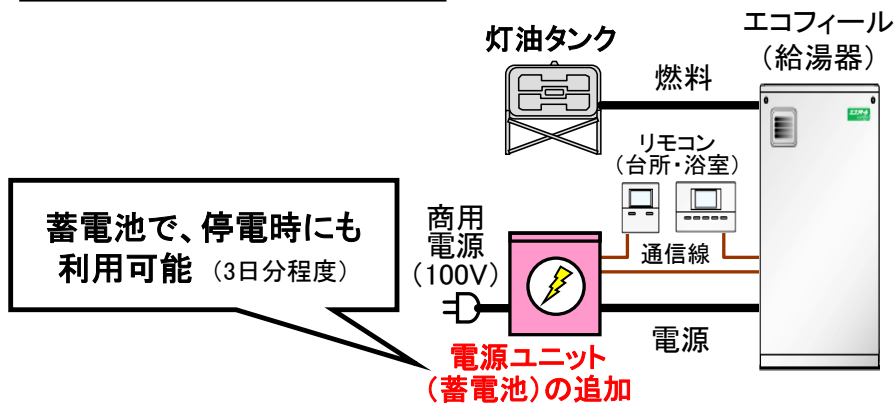 灯油タンク
エコフィール
（給湯器）
燃料
リモコン
（台所・浴室）
蓄電池で、停電時にも
利用可能（3日分程度）
商用
電源
（100V）
通信線
電源
電源ユニット
（蓄電池）の追加